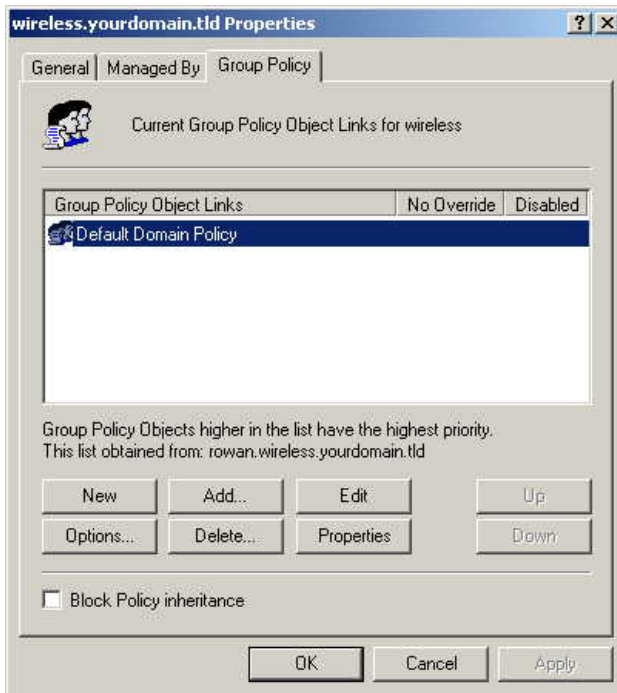 wireless.yourdomain.tld Properties
General Managed By Group Policy
Current Group Policy Object Links for wireless
Group Policy Object Links No Override Disabled
Default Domain Policy
Group Policy Objects higher in the list have the highest priority.
This list obtained from: rowan.wireless.yourdomain.tld
New Add... Edit Up
Options... Delete... Properties Down
Block Policy inheritance
OK Cancel Apply